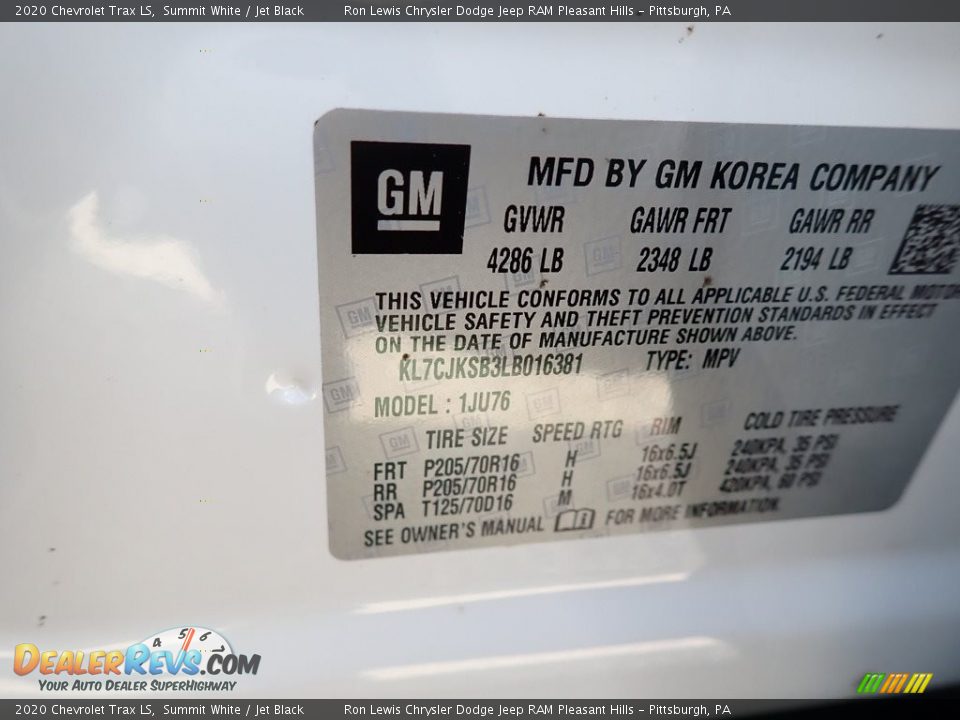 2020 Chevrolet Trax LS, Summit White / Jet Black Ron Lewis Chrysler Dodge Jeep RAM Pleasant Hills - Pittsburgh, PA
GM
MFD BY GM KOREA COMPANY
GVWR GAWR FRT GAWR RR
4286 LB 2348 LB 2194 LB
THIS VEHICLE CONFORMS TO ALL APPLICABLE U.S. FEDERAL MOTOR
VEHICLE SAFETY AND THEFT PREVENTION STANDARDS IN EFFECT
ON THE DATE OF MANUFACTURE SHOWN ABOVE.
KL7CJKSB3LB016381 TYPE: MPV
MODEL : 1JU76
TIRE SIZE SPEED RTG RIM COLD TIRE PRESSURE
FRT P205/70R16 H 16x6.5J 240KPA, 35 PSI
RR P205/70R16 H 16x6.5J 240KPA, 35 PSI
SPA T125/70D16 M 16x4.0T 420KPA, 60 PSI
SEE OWNER'S MANUAL FOR MORE INFORMATION.
4 5 6 7
DealerRevs.com
Your Auto Dealer SuperHighway
2020 Chevrolet Trax LS, Summit White / Jet Black Ron Lewis Chrysler Dodge Jeep RAM Pleasant Hills - Pittsburgh, PA